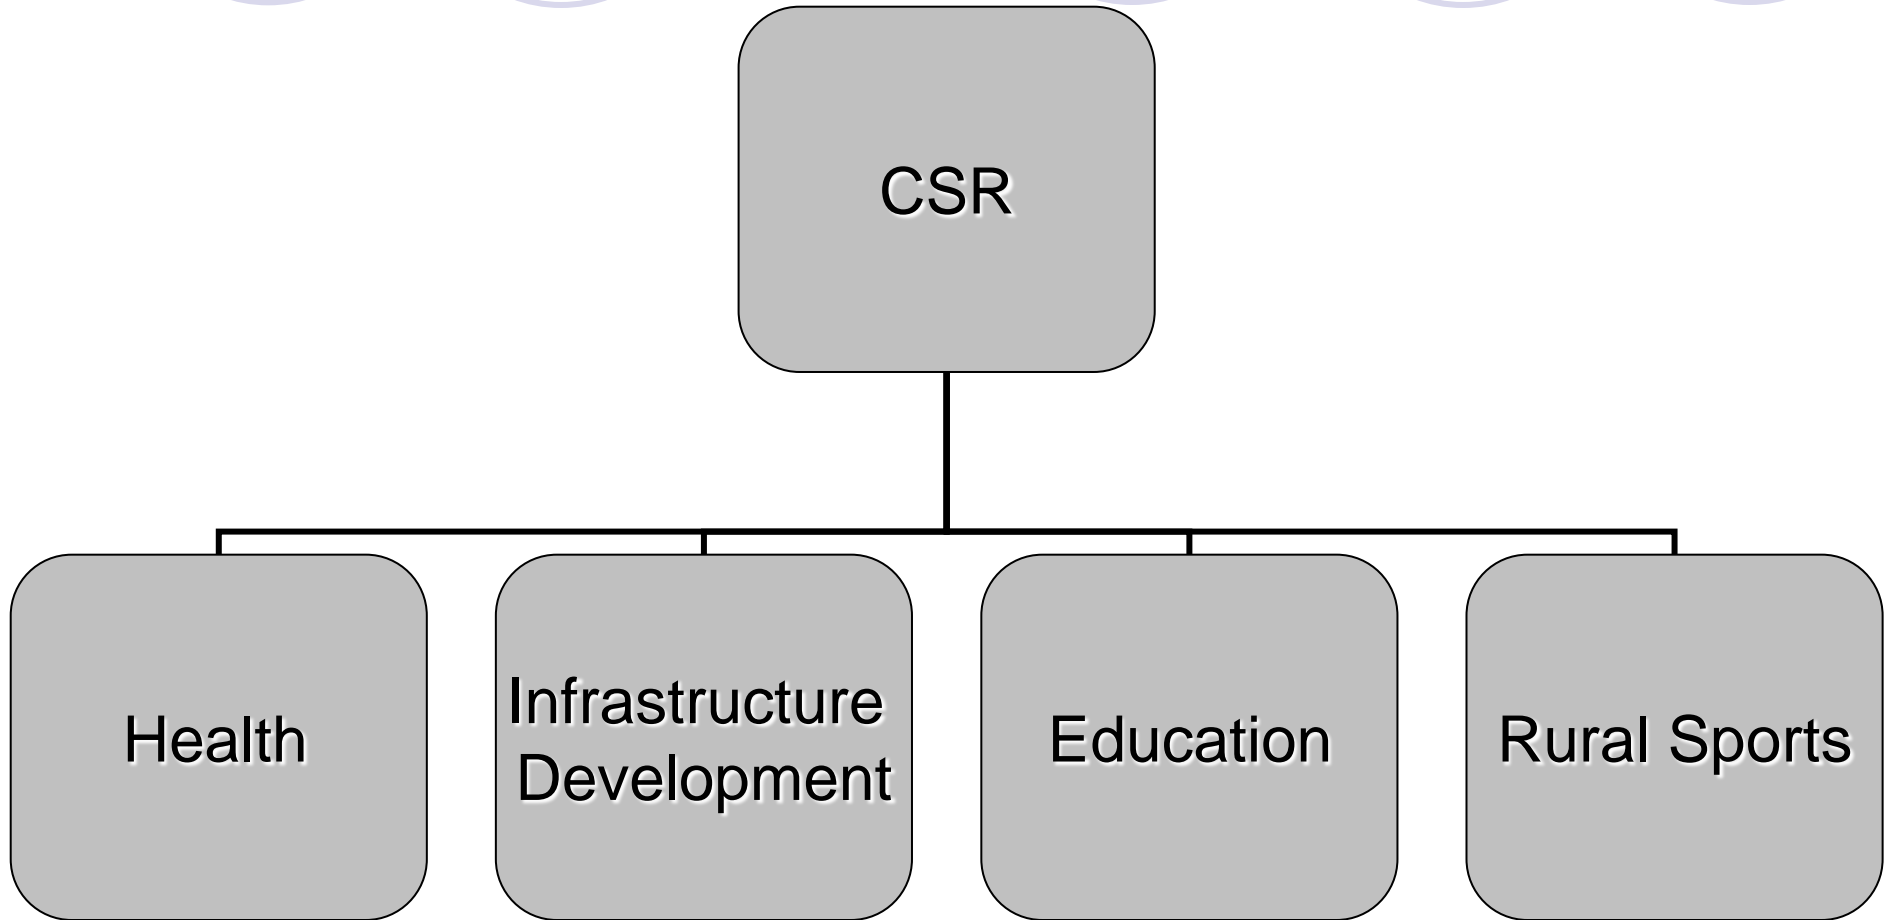 CSR
Health
Infrastructure
Development
Education
Rural Sports